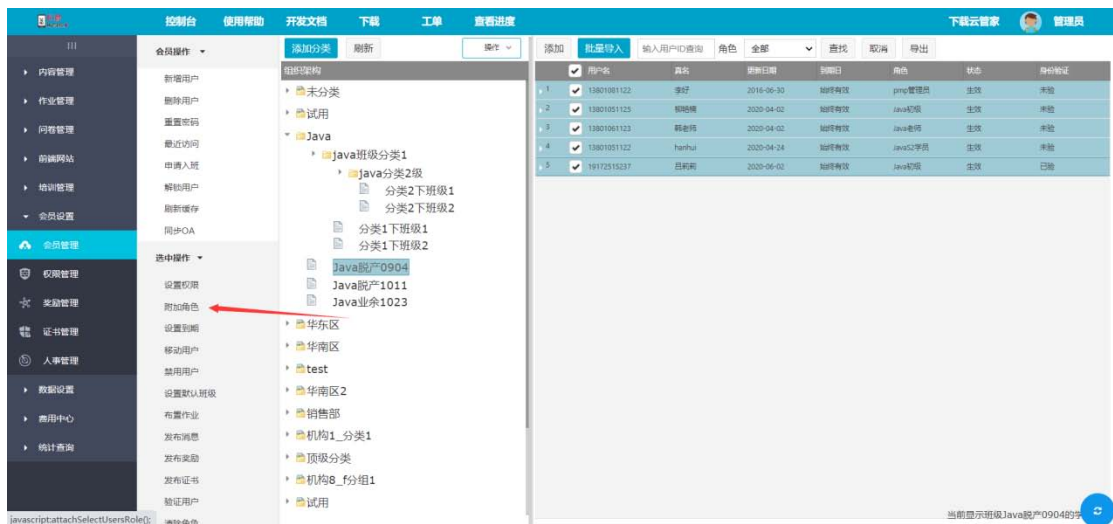 控制台 使用帮助 开发文档 下载 工单 查看进度 下载云管家 管理员
内容管理
作业管理
问卷管理
前端网站
培训管理
会员设置
会员管理
权限管理
奖励管理
证书管理
人事管理
数据设置
商用中心
统计查询
会员操作
新增用户
删除用户
重置密码
最近访问
申请入班
解锁用户
刷新缓存
同步OA
选中操作
设置权限
附加角色
设置到期
移动用户
禁用用户
设置默认班级
布置作业
发布消息
发布奖励
发布证书
验证用户
清除角色
添加分类 刷新 操作
组织架构
未分类
试用
Java
java班级分类1
java分类2级
分类2下班级1
分类2下班级2
分类1下班级1
分类1下班级2
Java脱产0904
Java脱产1011
Java业余1023
华东区
华南区
test
华南区2
销售部
机构1_分类1
顶级分类
机构8_f分组1
试用
添加 批量导入 输入用户ID查询 角色 全部 查找 取消 导出
用户名 真名 更新日期 到期日 角色 状态 身份验证
1 13801081122 李好 2016-06-30 始终有效 pmp管理员 生效 未验
2 13801051125 柳皓楠 2020-04-02 始终有效 Java初级 生效 未验
3 13801061123 韩老师 2020-04-02 始终有效 Java老师 生效 未验
4 13801051122 hanhui 2020-04-24 始终有效 JavaS2学员 生效 未验
5 19172515237 吕莉莉 2020-06-02 始终有效 Java初级 生效 已验
当前显示班级Java脱产0904的学
javascript:attachSelectUsersRole();